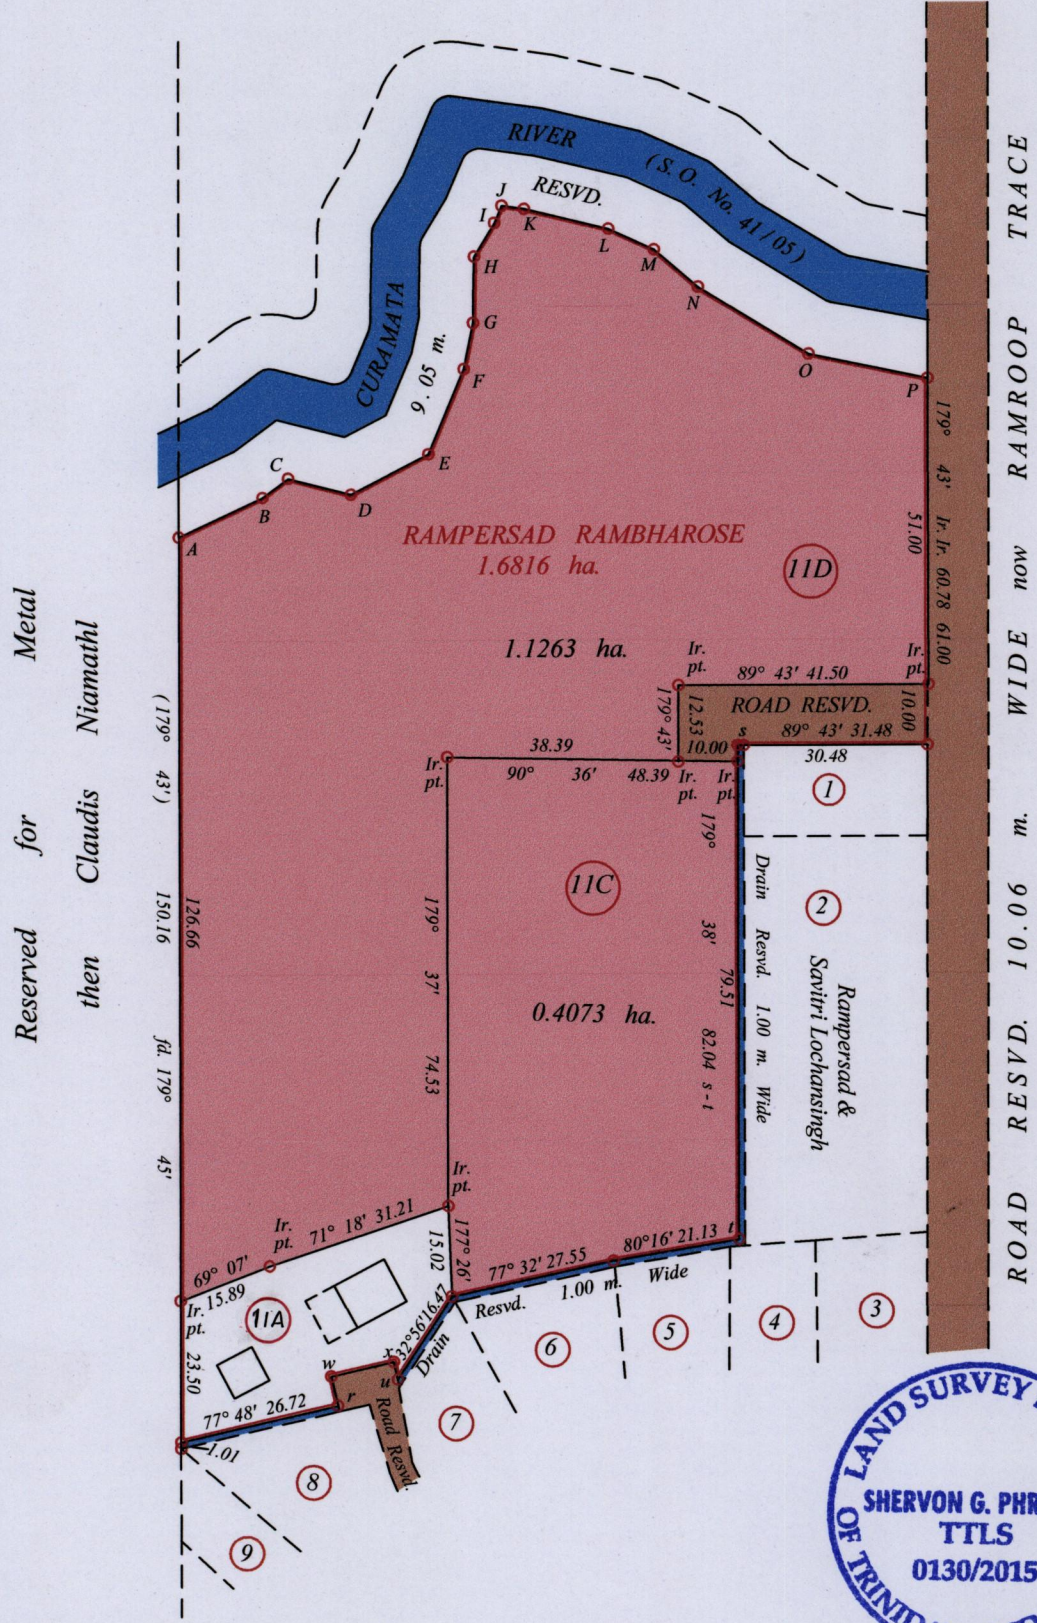 RIVER
(S. O. No. 41/05)
RESVD.
CURAMATA
9.05 m.
J
I
K
H
L
M
G
N
F
O
P
E
C
B
D
A
RAMPERSAD RAMBHAROSE
1.6816 ha.
11D
1.1263 ha.
179° 43' Ir. Ir. 60.78 61.00
51.00
Ir. pt.
89° 43' 41.50
Ir. pt.
179° 43'
12.53
ROAD RESVD.
10.00
s
89° 43' 31.48
10.00
30.48
38.39
Ir. pt.
90° 36' 48.39
Ir. pt.
Ir. pt.
1
11C
0.4073 ha.
179° 38'
79.51
82.04 s-t
179° 37' 74.53
Drain Resvd. 1.00 m. Wide
2
Rampersad &
Saviiri Lochansingh
Reserved for Metal
then Claudis Niamathl
(179° 43') 150.16 fd. 179° 45'
126.66
Ir. pt.
Ir. pt.
71° 18' 31.21
69° 07'
15.89
Ir. pt.
177° 26'
15.02
77° 32' 27.55
80°16' 21.13
t
Resvd. 1.00 m. Wide
11A
32°56'16.47
Drain
w
x
u
r
Road Resvd.
23.50
77° 48' 26.72
1.01
3
4
5
6
7
8
9
ROAD RESVD. 10.06 m. WIDE now RAMROOP TRACE
LAND SURVEY
SHERVON G. PHR
TTLS
0130/2015
OF TRINID